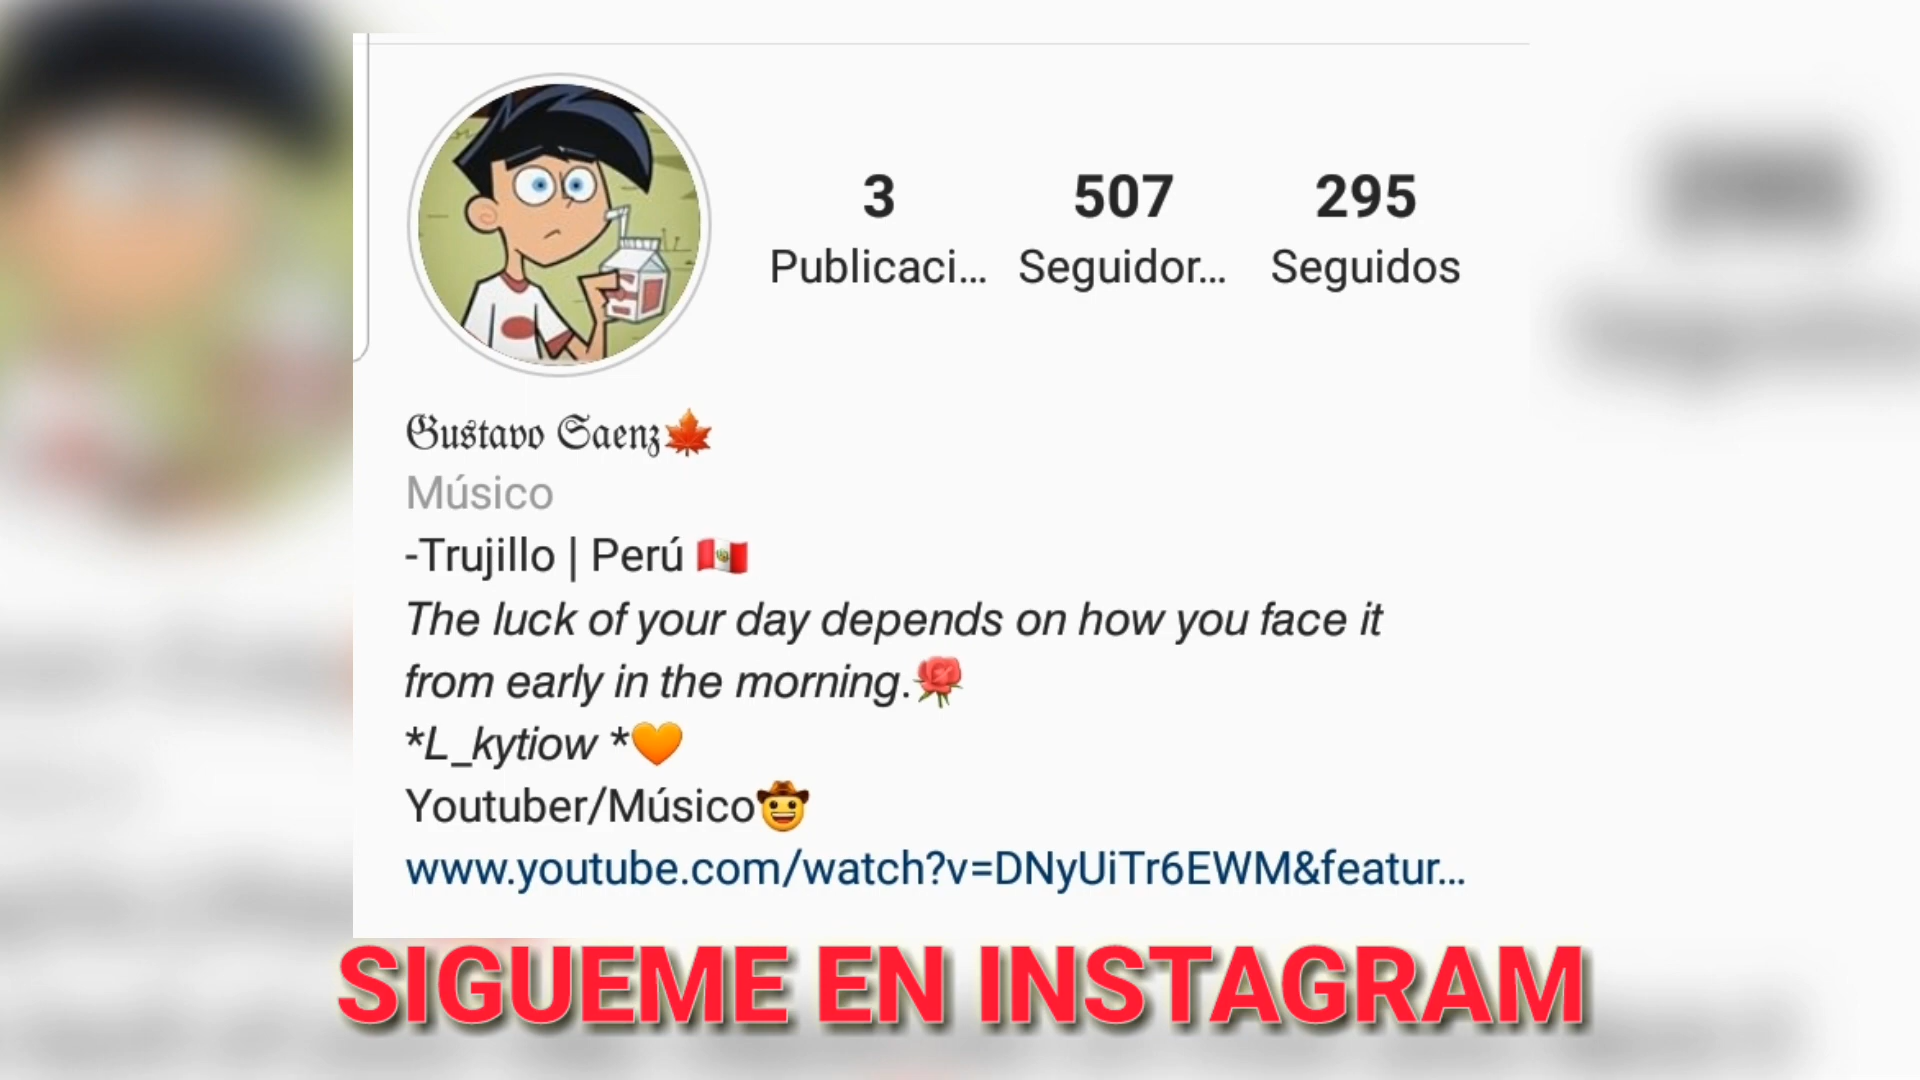 3 507 295
Publicaci... Seguidor... Seguidos
𝔊𝔲𝔰𝔱𝔞𝔳𝔬 𝔖𝔞𝔢𝔫𝔷🍁
Músico
-Trujillo | Perú 🇵🇪
The luck of your day depends on how you face it
from early in the morning.🌹
*L_kytiow *🧡
Youtuber/Músico🤠
www.youtube.com/watch?v=DNyUiTr6EWM&featur...
SIGUEME EN INSTAGRAM